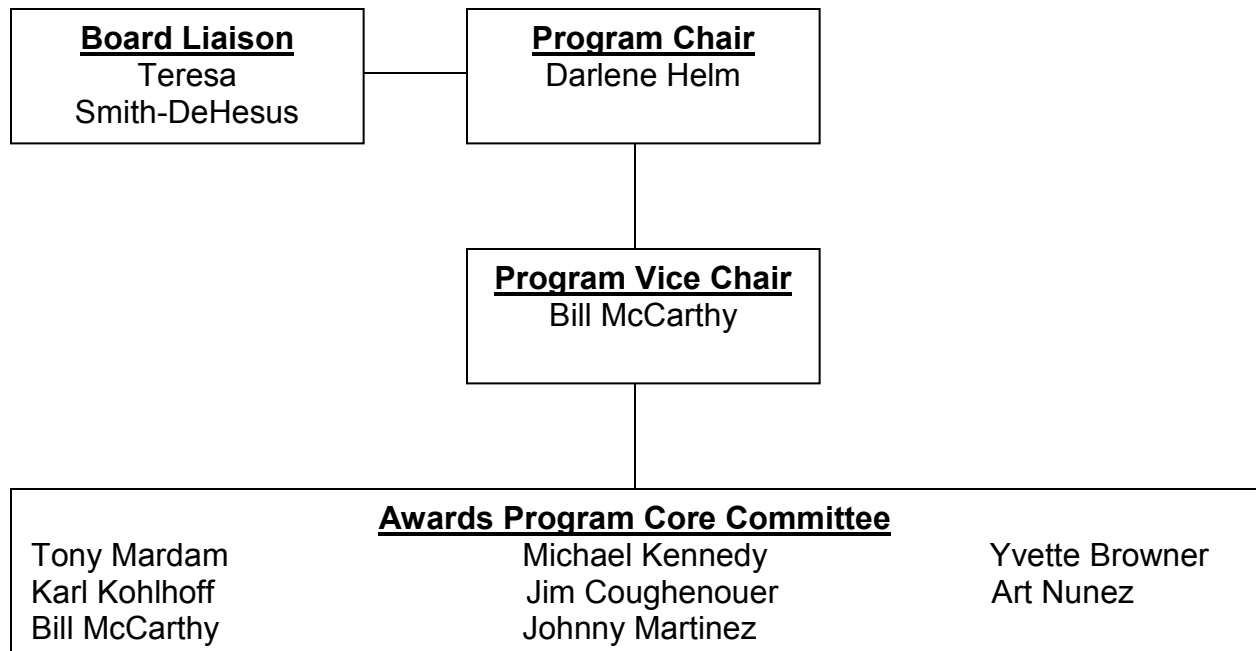 Board Liaison
Teresa
Smith-DeHesus
Program Chair
Darlene Helm
Program Vice Chair
Bill McCarthy
Awards Program Core Committee
Tony Mardam Michael Kennedy Yvette Browner
Karl Kohlhoff Jim Coughenouer Art Nunez
Bill McCarthy Johnny Martinez